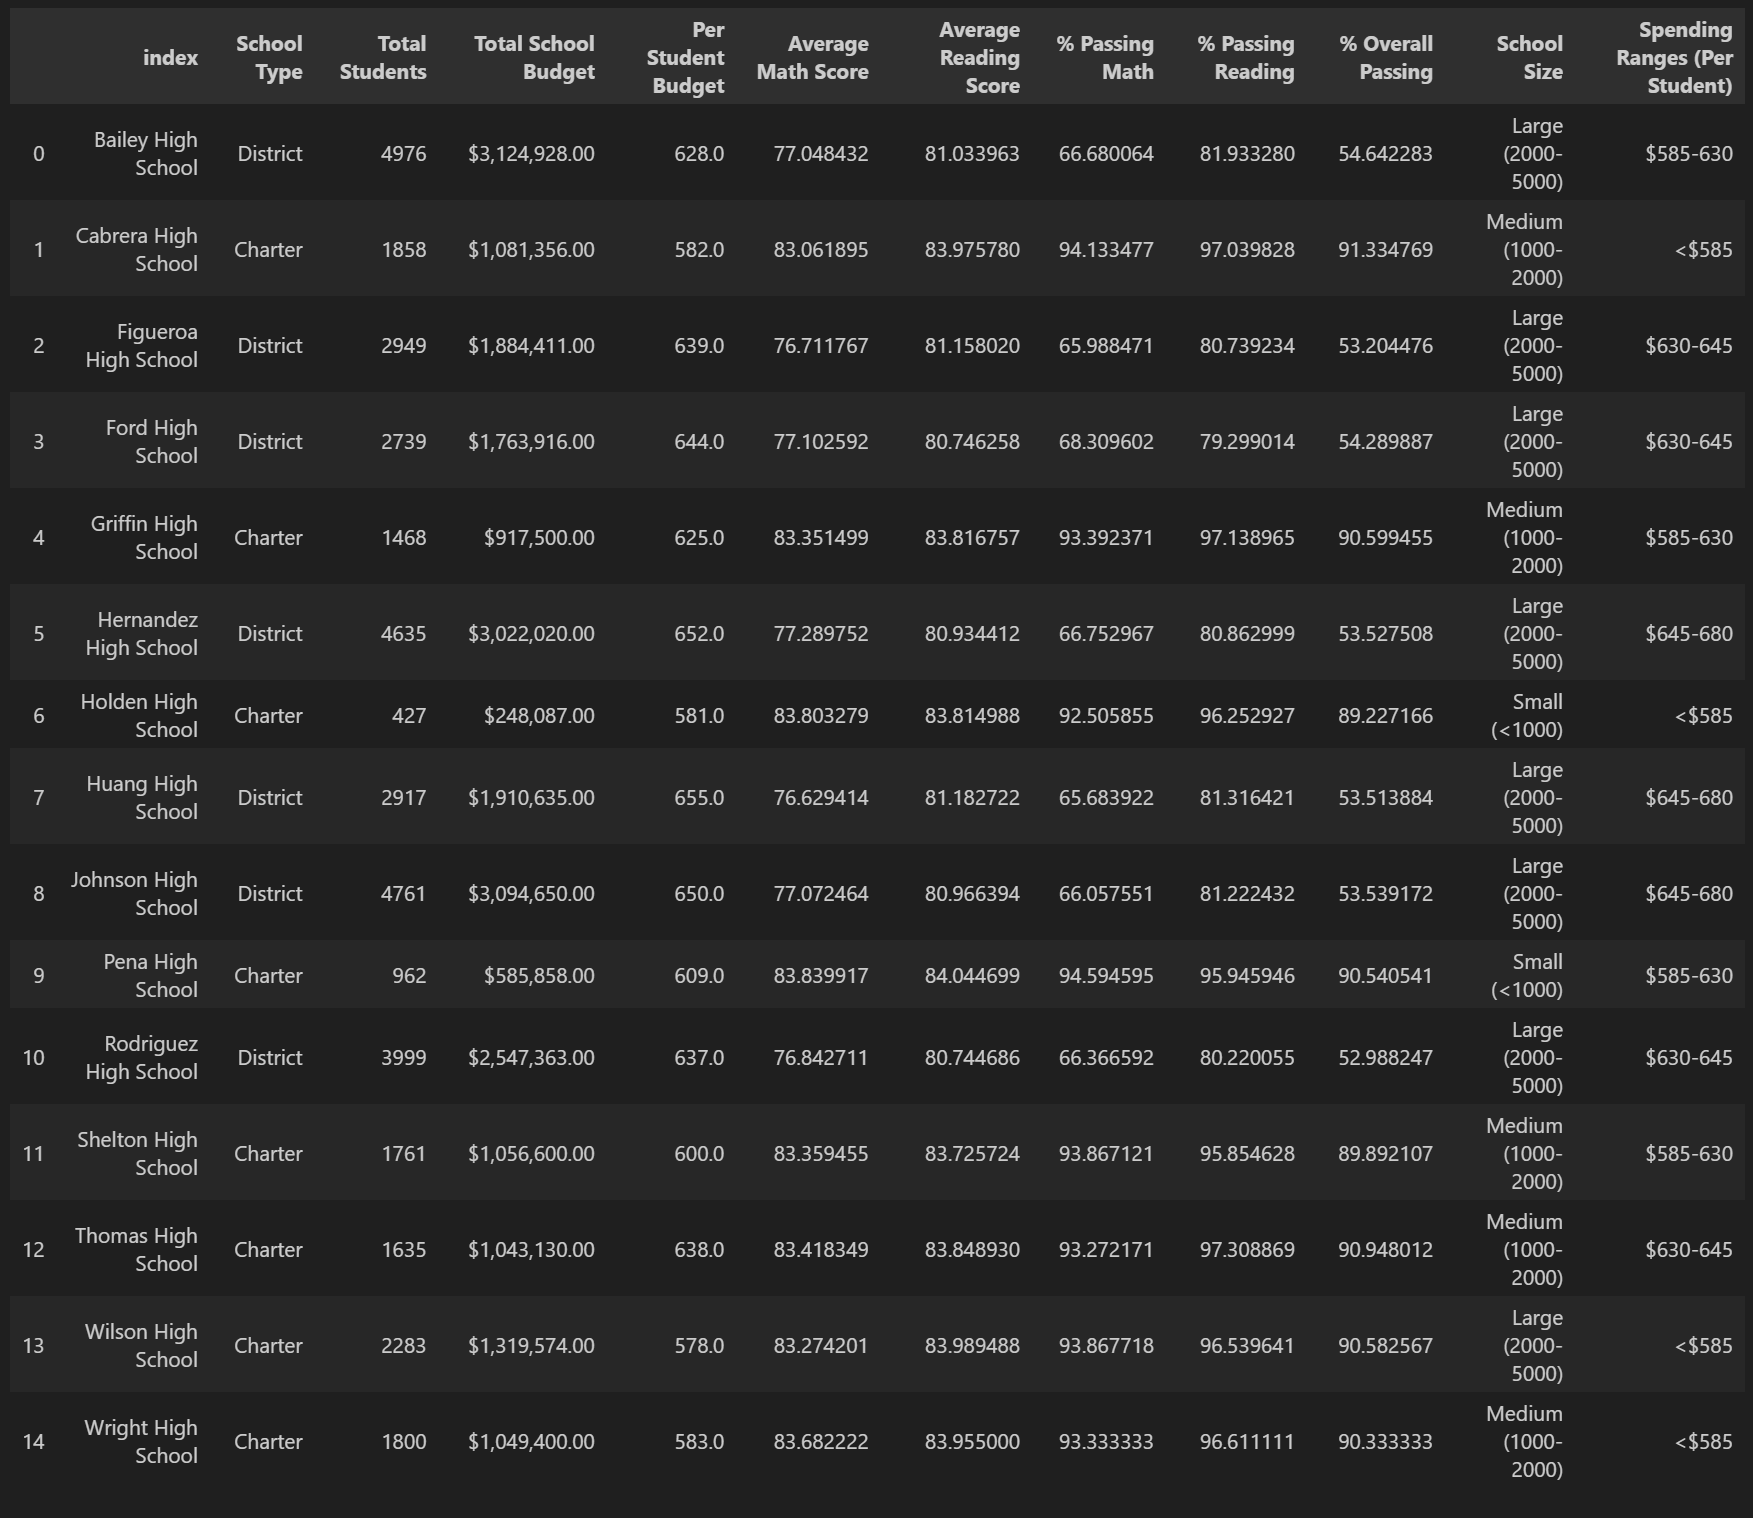 index School Type Total Students Total School Budget Per Student Budget Average Math Score Average Reading Score % Passing Math % Passing Reading % Overall Passing School Size Spending Ranges (Per Student)
0 Bailey High School District 4976 $3,124,928.00 628.0 77.048432 81.033963 66.680064 81.933280 54.642283 Large (2000-5000) $585-630
1 Cabrera High School Charter 1858 $1,081,356.00 582.0 83.061895 83.975780 94.133477 97.039828 91.334769 Medium (1000-2000) <$585
2 Figueroa High School District 2949 $1,884,411.00 639.0 76.711767 81.158020 65.988471 80.739234 53.204476 Large (2000-5000) $630-645
3 Ford High School District 2739 $1,763,916.00 644.0 77.102592 80.746258 68.309602 79.299014 54.289887 Large (2000-5000) $630-645
4 Griffin High School Charter 1468 $917,500.00 625.0 83.351499 83.816757 93.392371 97.138965 90.599455 Medium (1000-2000) $585-630
5 Hernandez High School District 4635 $3,022,020.00 652.0 77.289752 80.934412 66.752967 80.862999 53.527508 Large (2000-5000) $645-680
6 Holden High School Charter 427 $248,087.00 581.0 83.803279 83.814988 92.505855 96.252927 89.227166 Small (<1000) <$585
7 Huang High School District 2917 $1,910,635.00 655.0 76.629414 81.182722 65.683922 81.316421 53.513884 Large (2000-5000) $645-680
8 Johnson High School District 4761 $3,094,650.00 650.0 77.072464 80.966394 66.057551 81.222432 53.539172 Large (2000-5000) $645-680
9 Pena High School Charter 962 $585,858.00 609.0 83.839917 84.044699 94.594595 95.945946 90.540541 Small (<1000) $585-630
10 Rodriguez High School District 3999 $2,547,363.00 637.0 76.842711 80.744686 66.366592 80.220055 52.988247 Large (2000-5000) $630-645
11 Shelton High School Charter 1761 $1,056,600.00 600.0 83.359455 83.725724 93.867121 95.854628 89.892107 Medium (1000-2000) $585-630
12 Thomas High School Charter 1635 $1,043,130.00 638.0 83.418349 83.848930 93.272171 97.308869 90.948012 Medium (1000-2000) $630-645
13 Wilson High School Charter 2283 $1,319,574.00 578.0 83.274201 83.989488 93.867718 96.539641 90.582567 Large (2000-5000) <$585
14 Wright High School Charter 1800 $1,049,400.00 583.0 83.682222 83.955000 93.333333 96.611111 90.333333 Medium (1000-2000) <$585